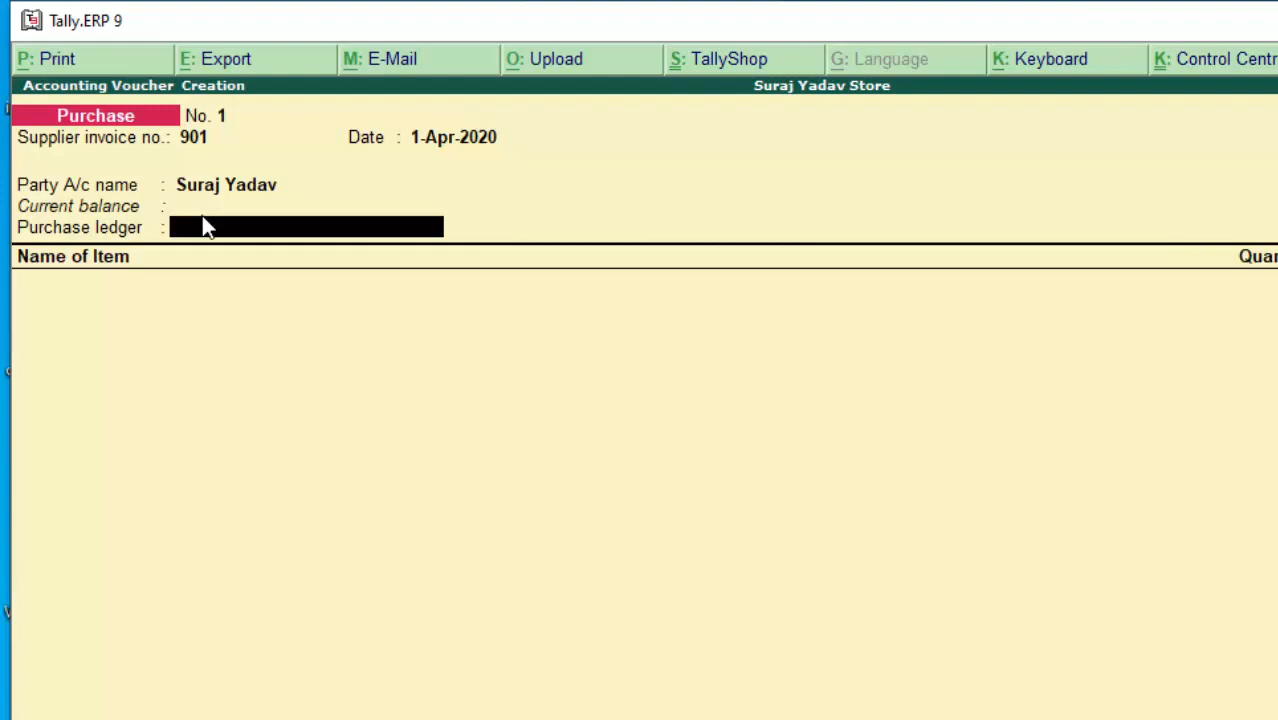 Tally.ERP 9
P: Print E: Export M: E-Mail O: Upload S: TallyShop G: Language K: Keyboard K: Control Centr
Accounting Voucher Creation Suraj Yadav Store
Purchase No. 1
Supplier invoice no.: 901 Date : 1-Apr-2020
Party A/c name : Suraj Yadav
Current balance :
Purchase ledger :
Name of Item Quan